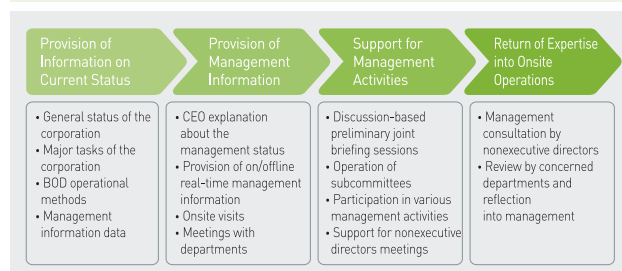 Provision of
Information on
Current Status
Provision of
Management
Information
Support for
Management
Activities
Return of Expertise
into Onsite
Operations
• General status of the
corporation
• Major tasks of the
corporation
• BOD operational
methods
• Management
information data
• CEO explanation
about the
management status
• Provision of on/offline
real-time management
information
• Onsite visits
• Meetings with
departments
• Discussion-based
preliminary joint
briefing sessions
• Operation of
subcommittees
• Participation in various
management activities
• Support for nonexecutive
directors meetings
• Management
consultation by
nonexecutive directors
• Review by concerned
departments and
reflection
into management